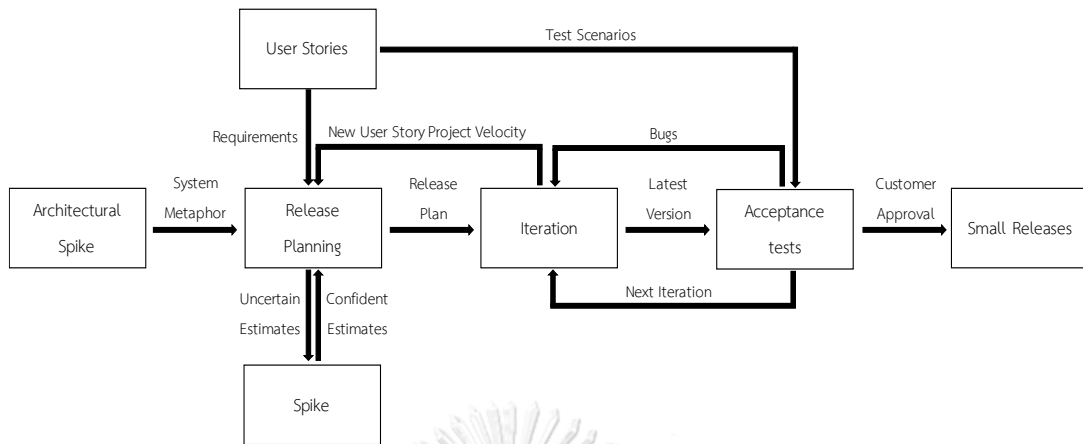 User Stories
Test Scenarios
Requirements
New User Story Project Velocity
Bugs
Architectural
Spike
System
Metaphor
Release
Planning
Release
Plan
Iteration
Latest
Version
Acceptance
tests
Customer
Approval
Small Releases
Uncertain
Estimates
Confident
Estimates
Next Iteration
Spike